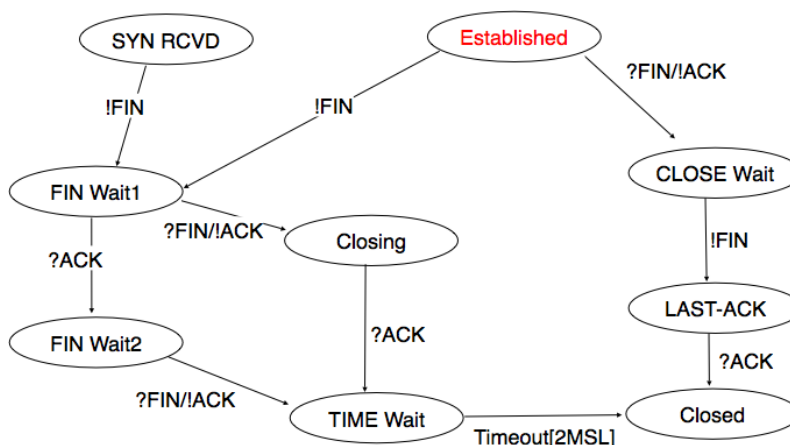 SYN RCVD
Established
?FIN/!ACK
!FIN
!FIN
CLOSE Wait
FIN Wait1
?FIN/!ACK
Closing
!FIN
?ACK
LAST-ACK
FIN Wait2
?ACK
?ACK
?FIN/!ACK
TIME Wait
Closed
Timeout[2MSL]